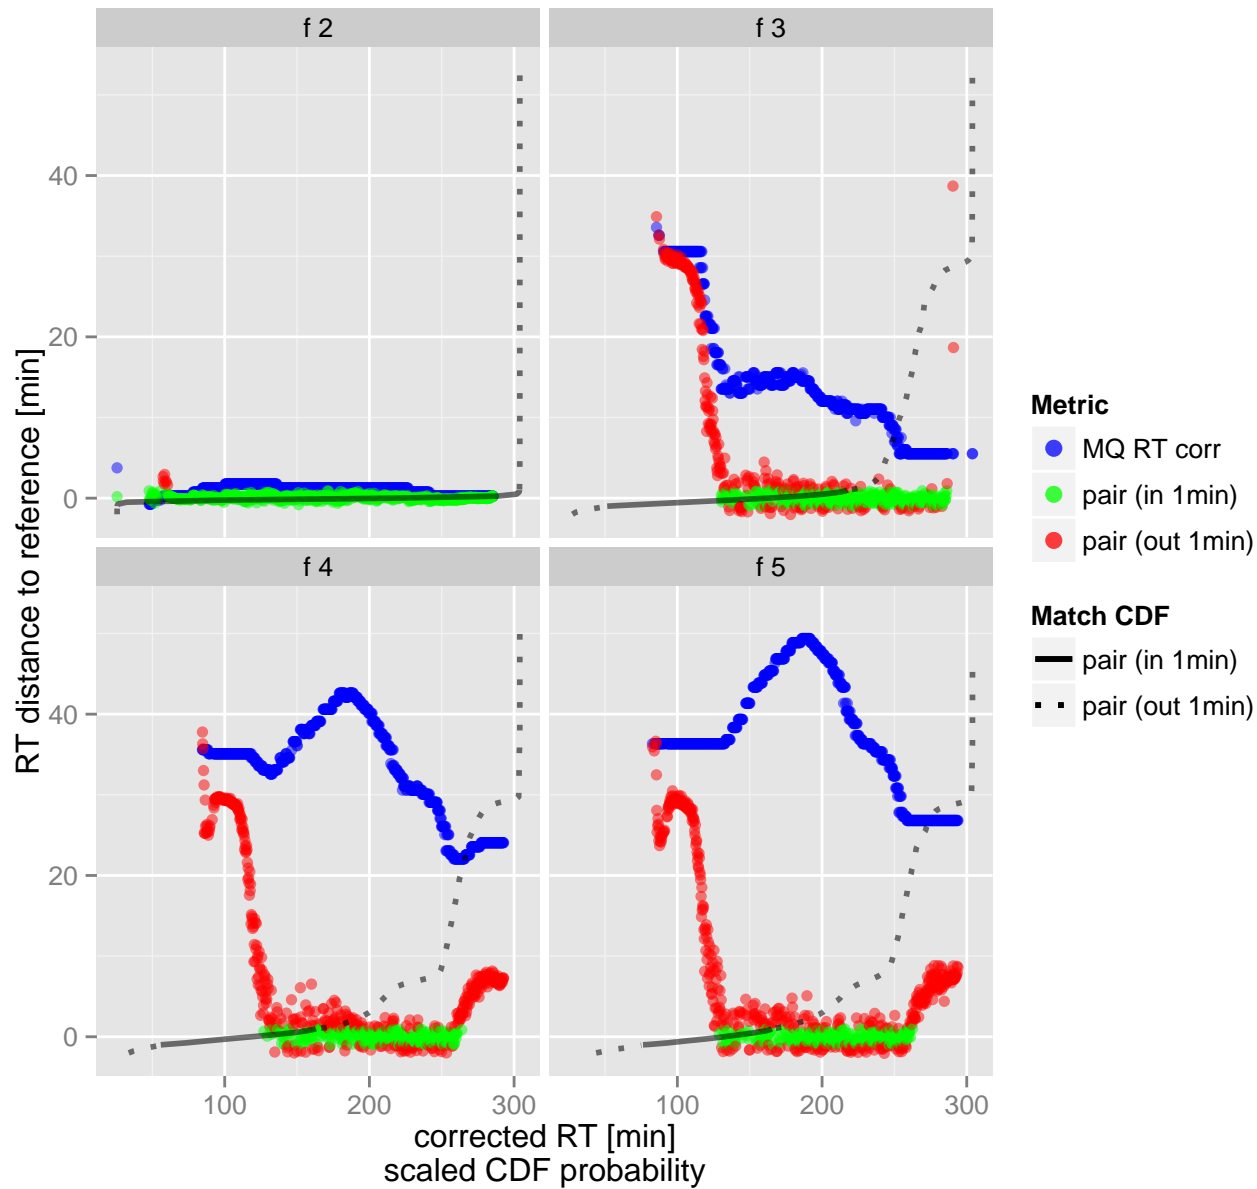 f 2
f 3
40
20
0
f 4
f 5
40
20
0
100
200
300
100
200
300
RT distance to reference [min]
corrected RT [min]
scaled CDF probability
Metric
MQ RT corr
pair (in 1min)
pair (out 1min)
Match CDF
pair (in 1min)
pair (out 1min)